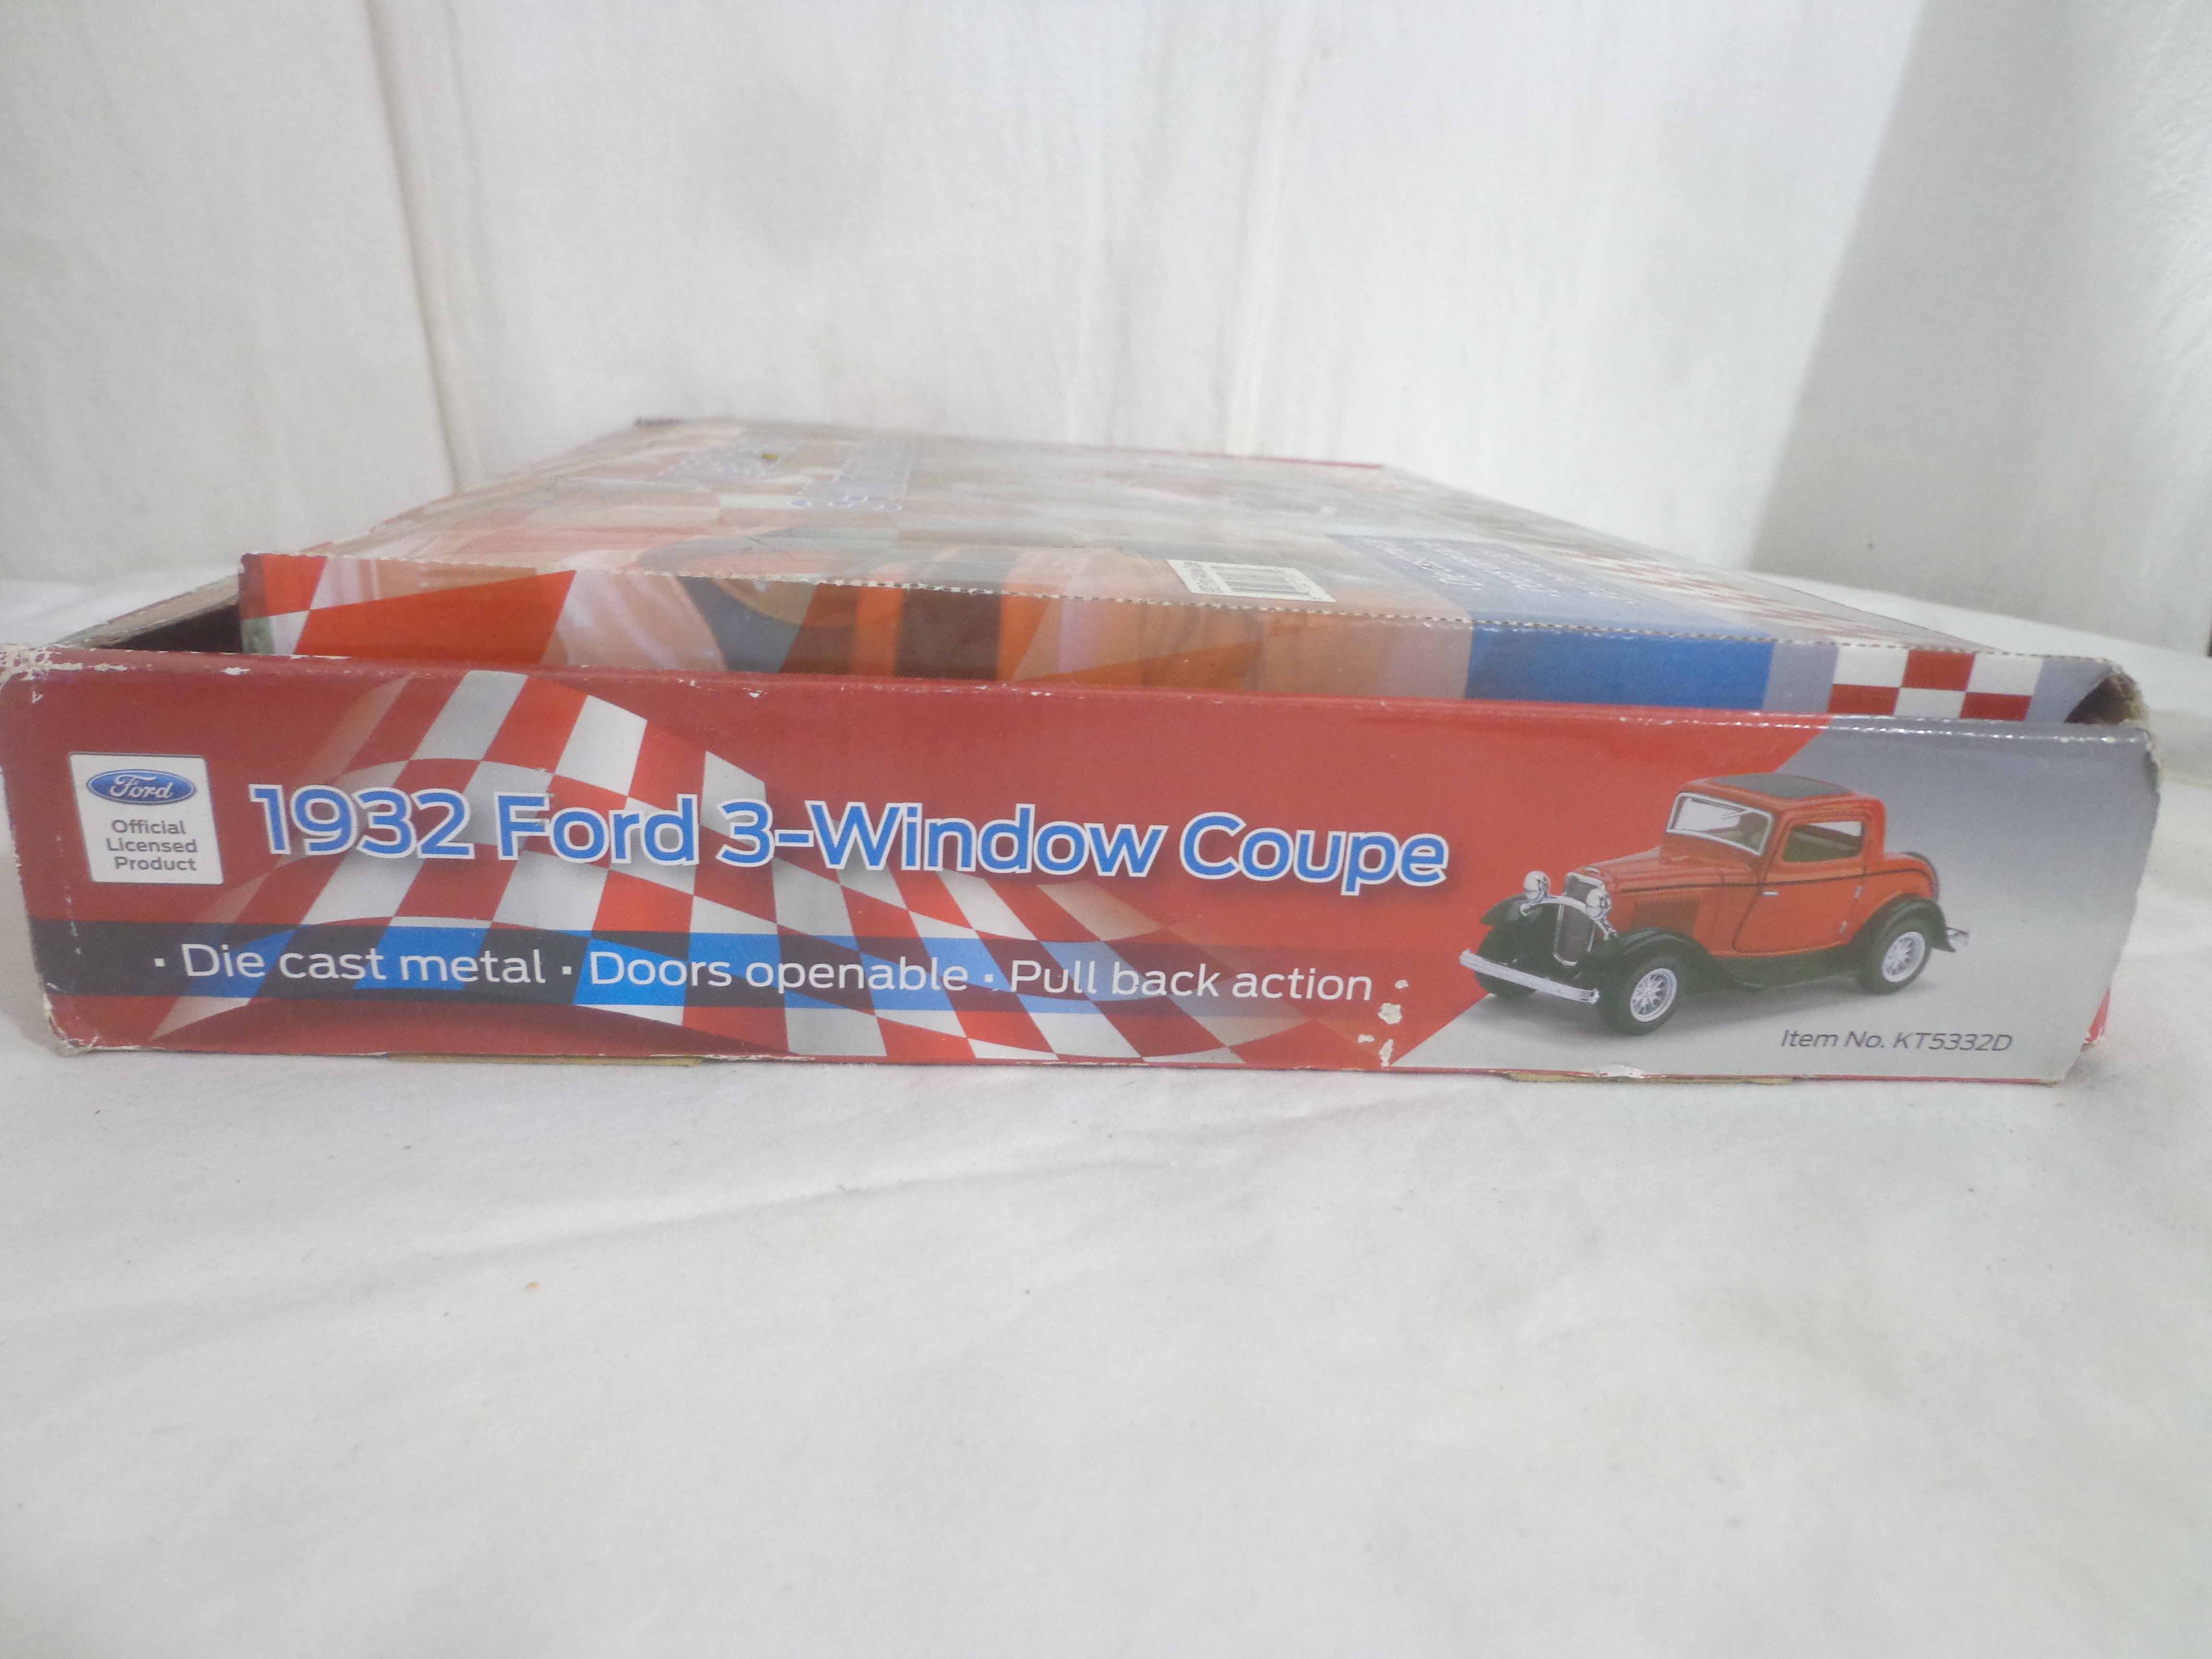 Ford
Official
Licensed
Product
1932 Ford 3-Window Coupe
· Die cast metal · Doors openable · Pull back action ·
Item No. KT5332D